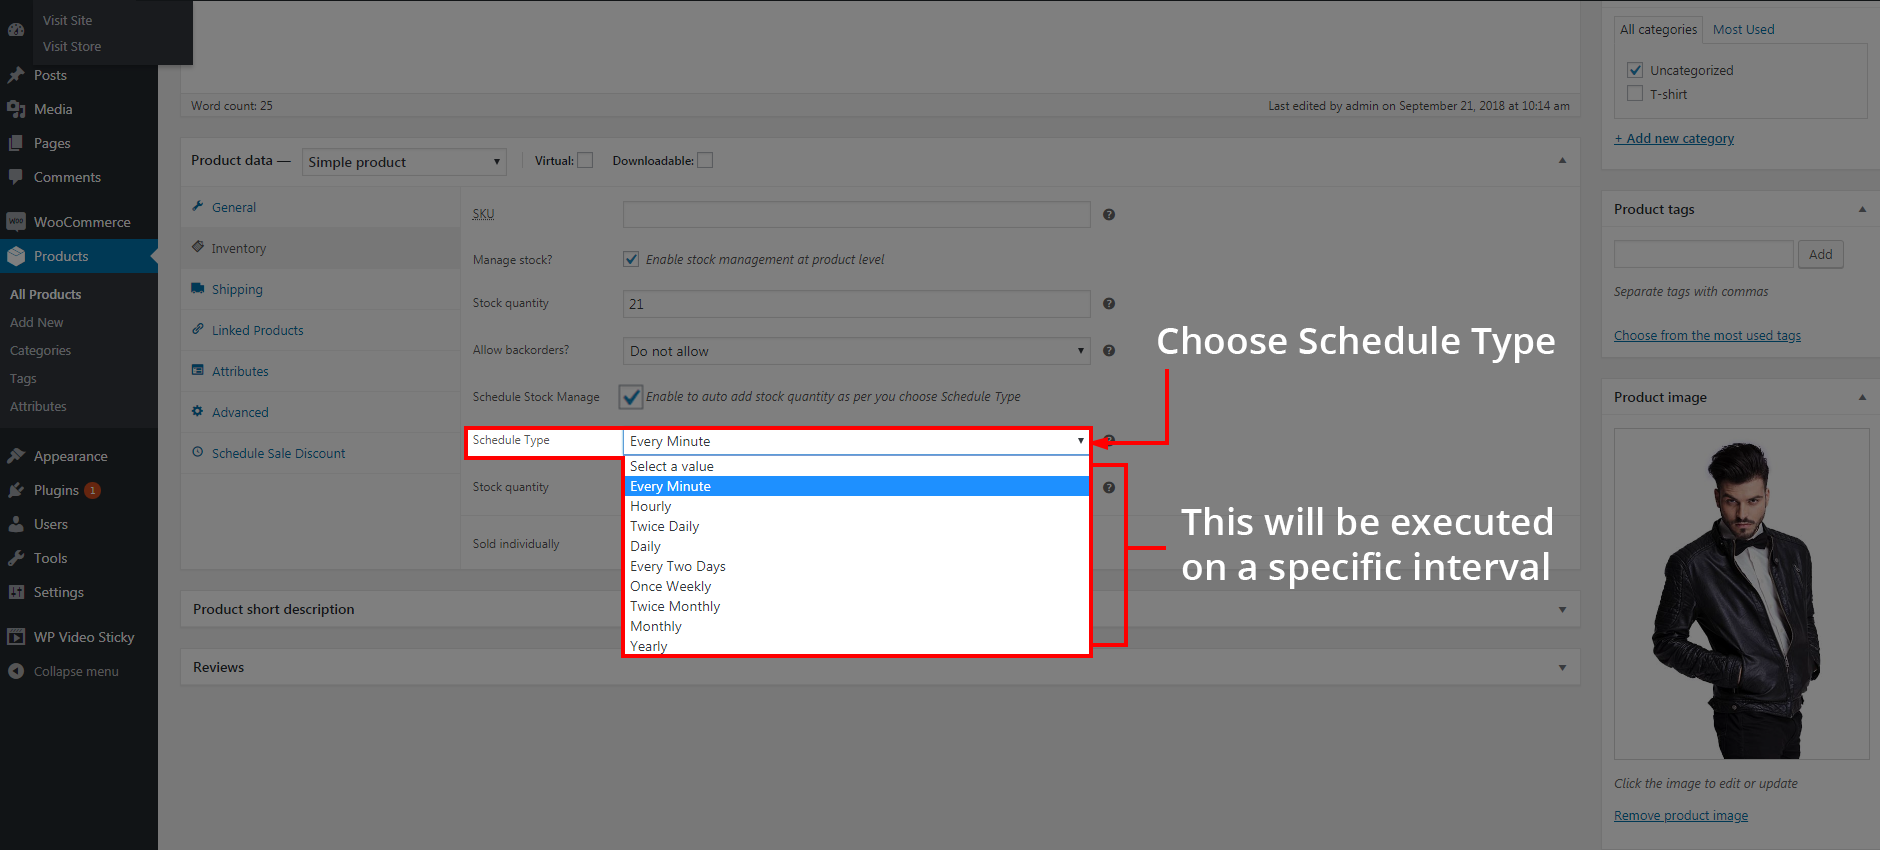 Visit Site
Visit Store
Posts
Media
Pages
Comments
WOO WooCommerce
Products
All Products
Add New
Categories
Tags
Attributes
Appearance
Plugins 1
Users
Tools
Settings
WP Video Sticky
Collapse menu
Word count: 25
Last edited by admin on September 21, 2018 at 10:14 am
Product data — Simple product Virtual: Downloadable:
General
Inventory
Shipping
Linked Products
Attributes
Advanced
Schedule Sale Discount
SKU
Manage stock? Enable stock management at product level
Stock quantity 21
Allow backorders? Do not allow
Schedule Stock Manage Enable to auto add stock quantity as per you choose Schedule Type
Schedule Type Every Minute
Select a value
Every Minute
Hourly
Twice Daily
Daily
Every Two Days
Once Weekly
Twice Monthly
Monthly
Yearly
Stock quantity
Sold individually
Choose Schedule Type
This will be executed
on a specific interval
Product short description
Reviews
All categories Most Used
Uncategorized
T-shirt
+ Add new category
Product tags
Add
Separate tags with commas
Choose from the most used tags
Product image
Click the image to edit or update
Remove product image